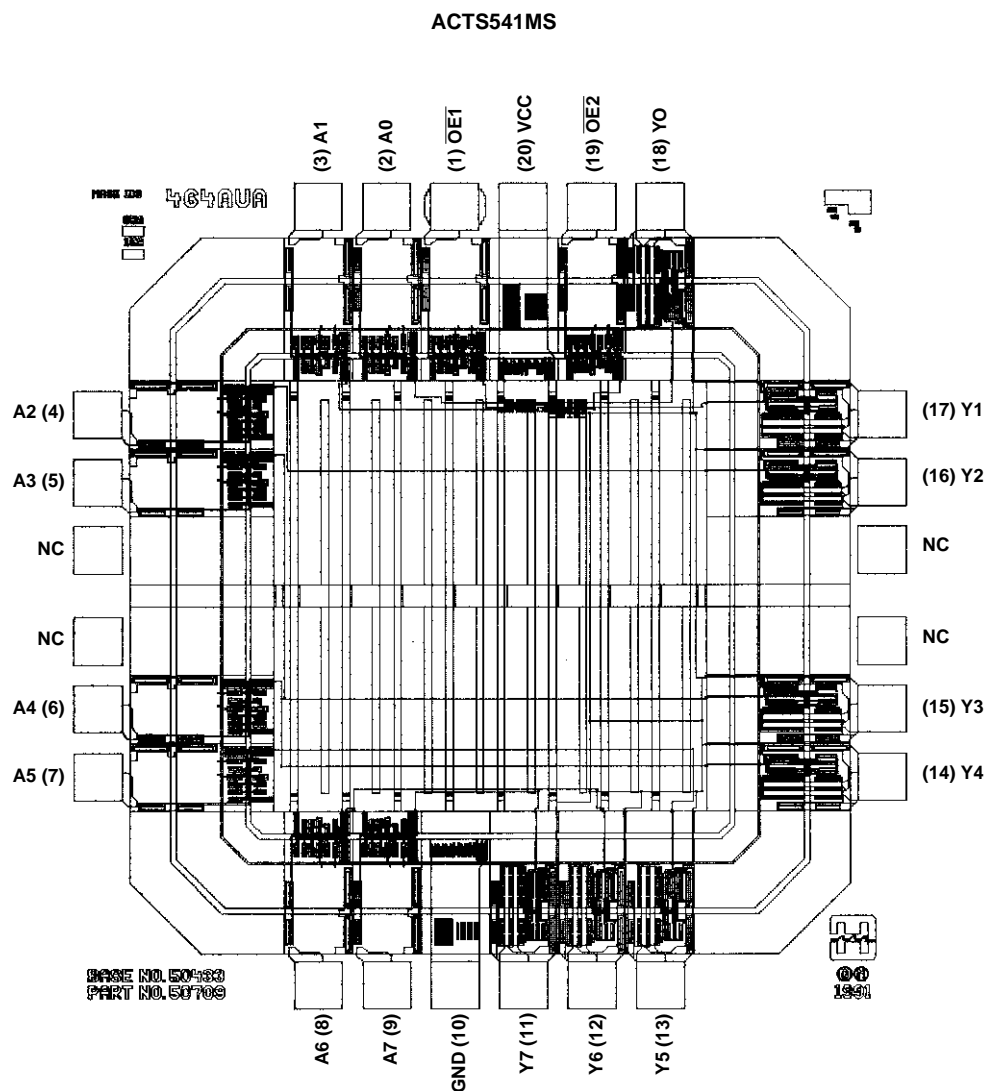 ACTS541MS
(3) A1
(2) A0
(1) OE1
(20) VCC
(19) OE2
(18) YO
MASK IDS
464AUA
A2 (4)
(17) Y1
A3 (5)
(16) Y2
NC
NC
NC
NC
A4 (6)
(15) Y3
A5 (7)
(14) Y4
BASE NO. 50433
PART NO. 50709
1991
A6 (8)
A7 (9)
GND (10)
Y7 (11)
Y6 (12)
Y5 (13)